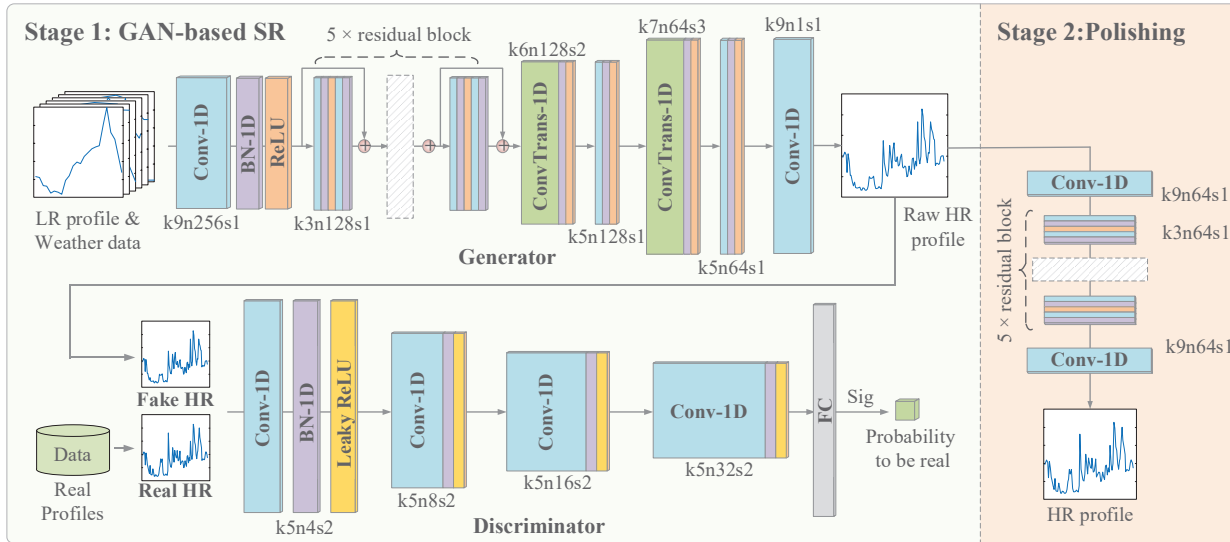 Stage 1: GAN-based SR
5 × residual block
k6n128s2
k7n64s3
k9n1s1
Stage 2:Polishing
Conv-1D
BN-1D
ReLU
ConvTrans-1D
ConvTrans-1D
Conv-1D
LR profile &
Weather data
k9n256s1
k3n128s1
k5n128s1
k5n64s1
Raw HR
profile
Generator
Conv-1D
k9n64s1
k3n64s1
5 × residual block
k9n64s1
Conv-1D
HR profile
Fake HR
Data
Real HR
Real
Profiles
Conv-1D
BN-1D
Leaky ReLU
Conv-1D
Conv-1D
Conv-1D
FC
Sig
Probability
to be real
k5n4s2
k5n8s2
k5n16s2
k5n32s2
Discriminator